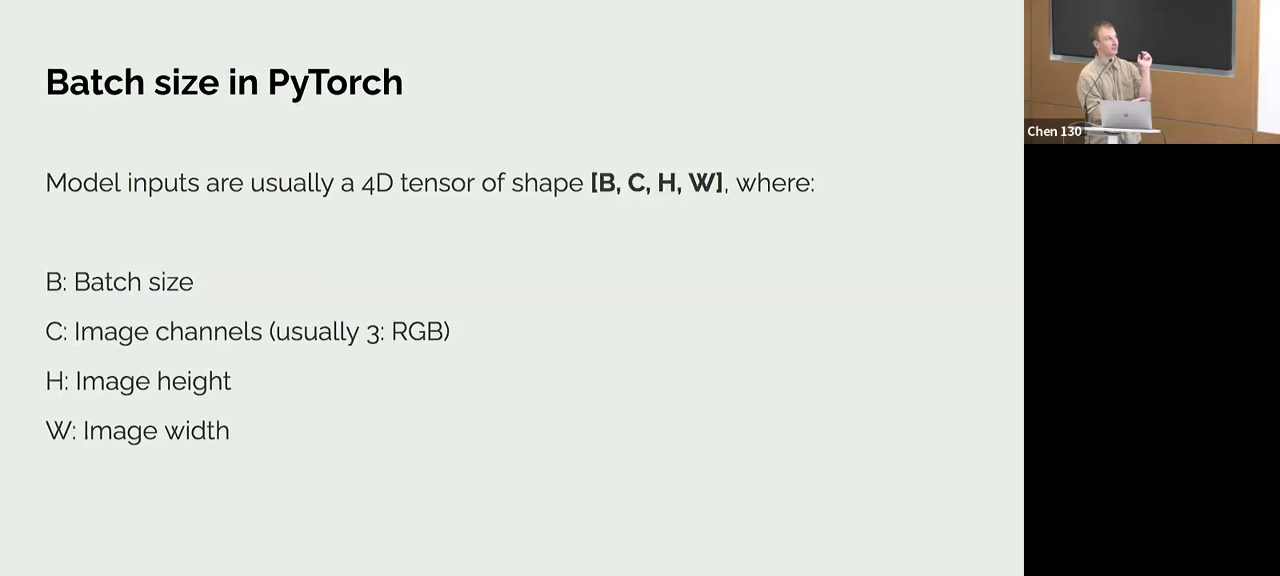 Batch size in PyTorch
Model inputs are usually a 4D tensor of shape [B, C, H, W], where:
B: Batch size
C: Image channels (usually 3: RGB)
H: Image height
W: Image width
Chen 130